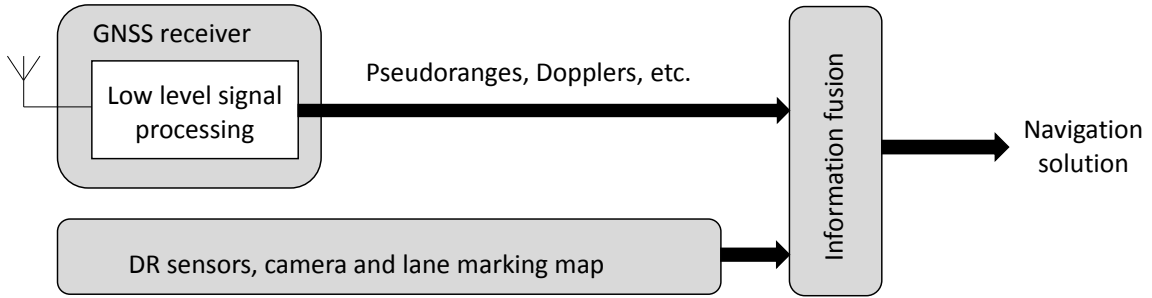 GNSS receiver
Low level signal
processing
Pseudoranges, Dopplers, etc.
Information fusion
Navigation
solution
DR sensors, camera and lane marking map